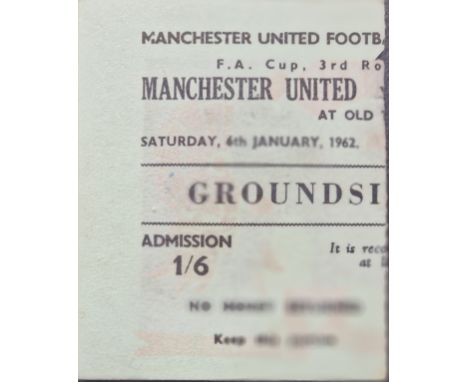 MANCHESTER UNITED FOOTBA
F.A. Cup, 3rd Ro
MANCHESTER UNITED
AT OLD
SATURDAY, 6th JANUARY, 1962.
GROUNDSI
ADMISSION
1/6
It is reco
at l
NO MONEY
Keep